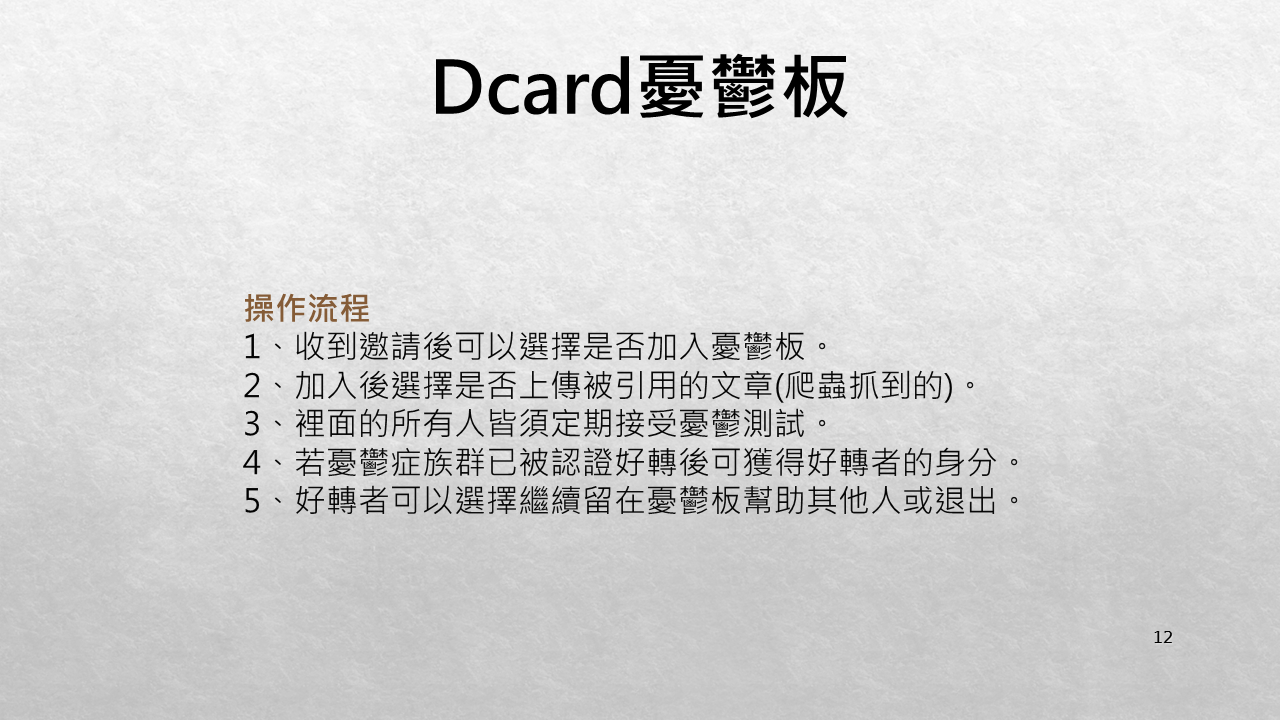 Dcard憂鬱板
操作流程
1、收到邀請後可以選擇是否加入憂鬱板。
2、加入後選擇是否上傳被引用的文章(爬蟲抓到的)。
3、裡面的所有人皆須定期接受憂鬱測試。
4、若憂鬱症族群已被認證好轉後可獲得好轉者的身分。
5、好轉者可以選擇繼續留在憂鬱板幫助其他人或退出。
12